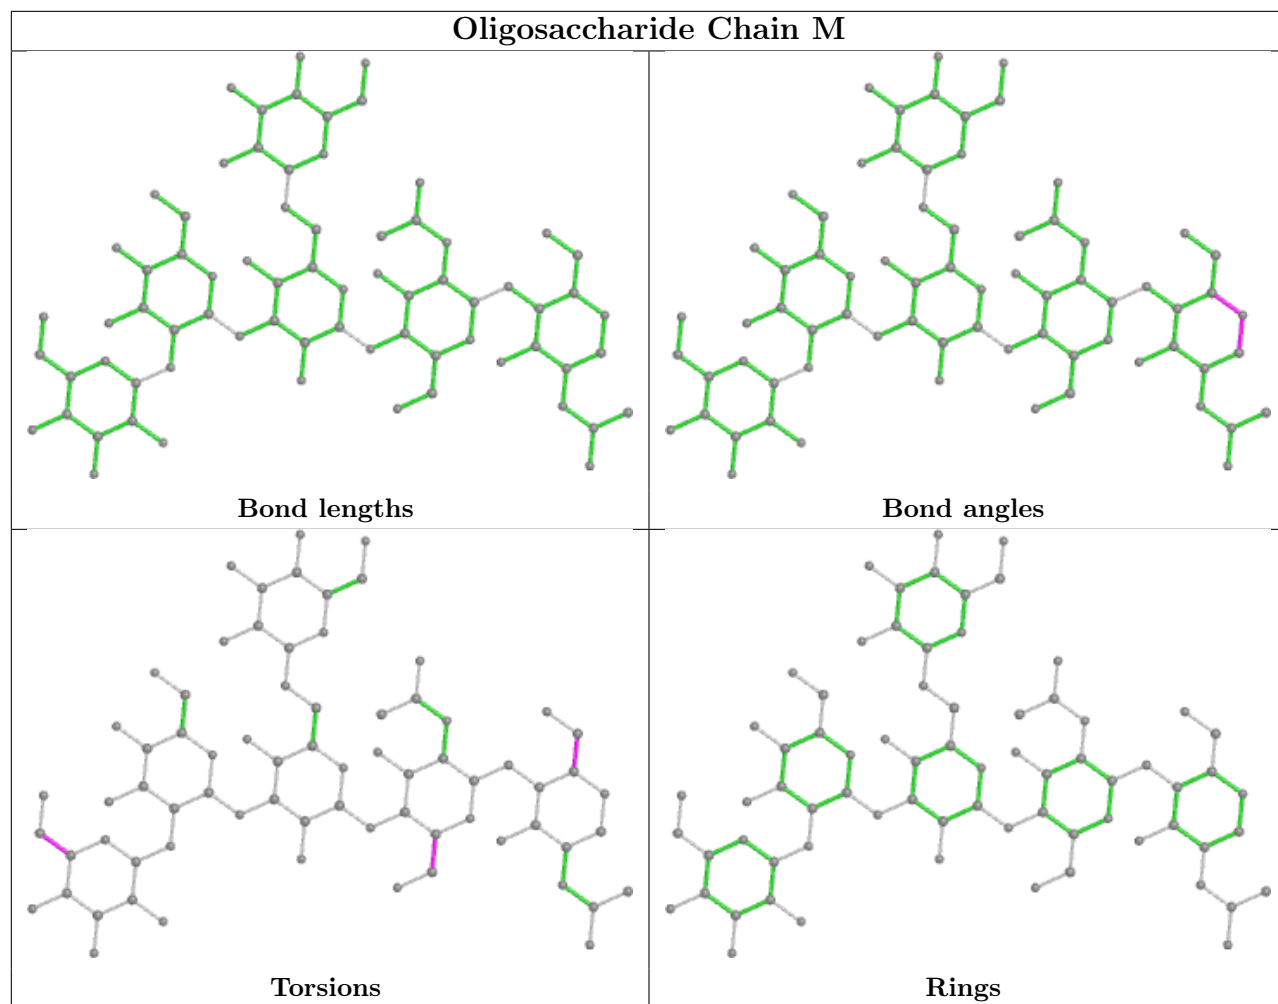 Oligosaccharide Chain M
Bond lengths
Bond angles
Torsions
Rings